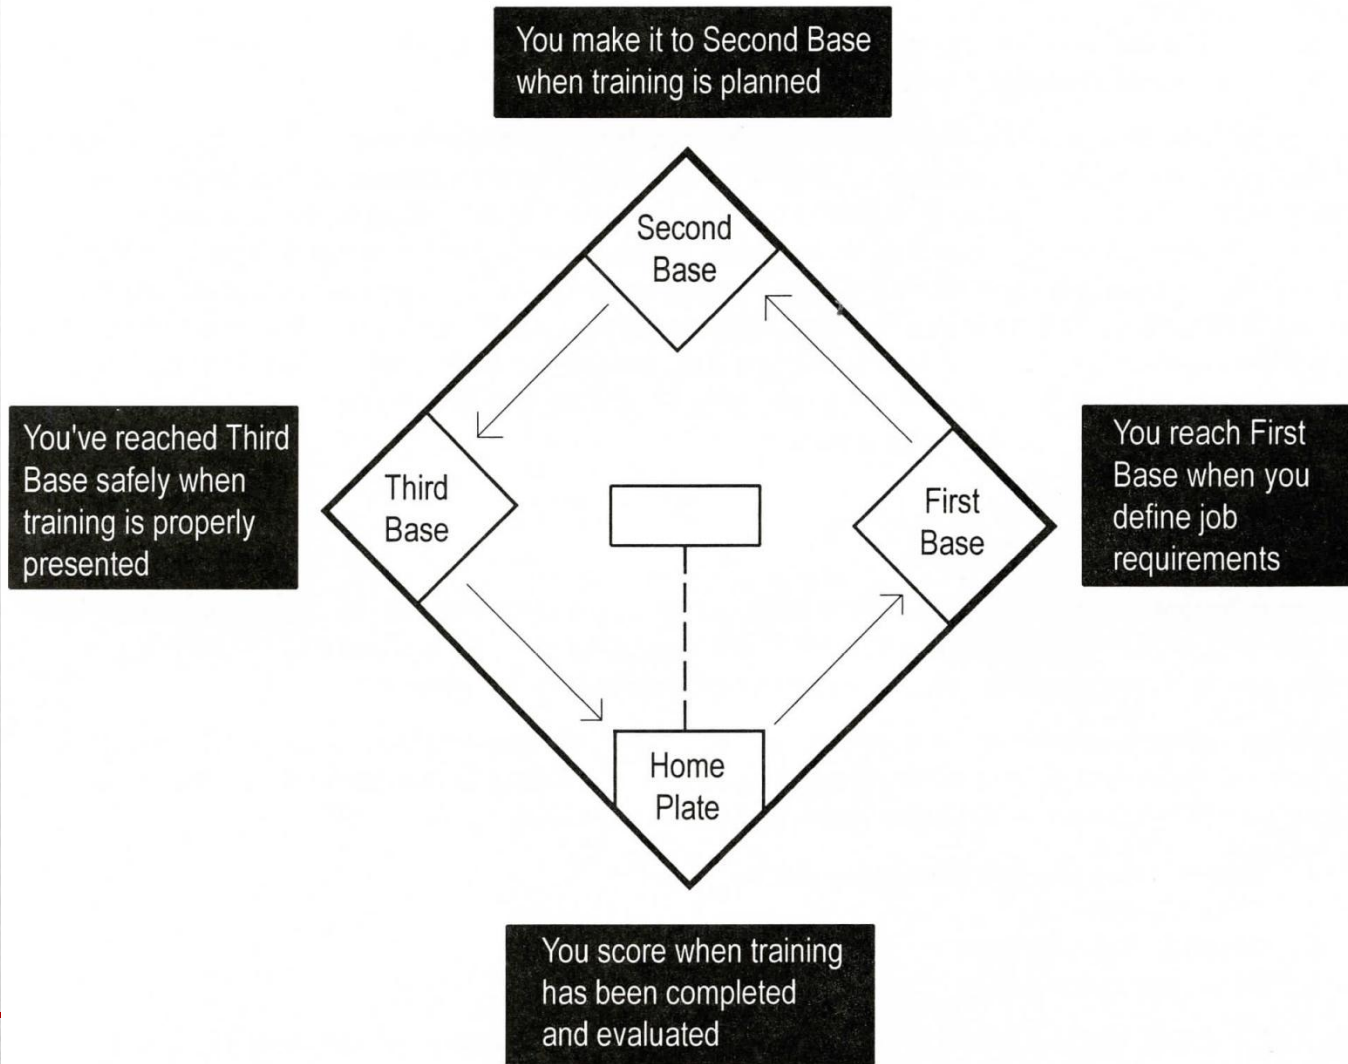 You make it to Second Base
when training is planned
Second
Base
You've reached Third
Base safely when
training is properly
presented
Third
Base
First
Base
You reach First
Base when you
define job
requirements
Home
Plate
You score when training
has been completed
and evaluated